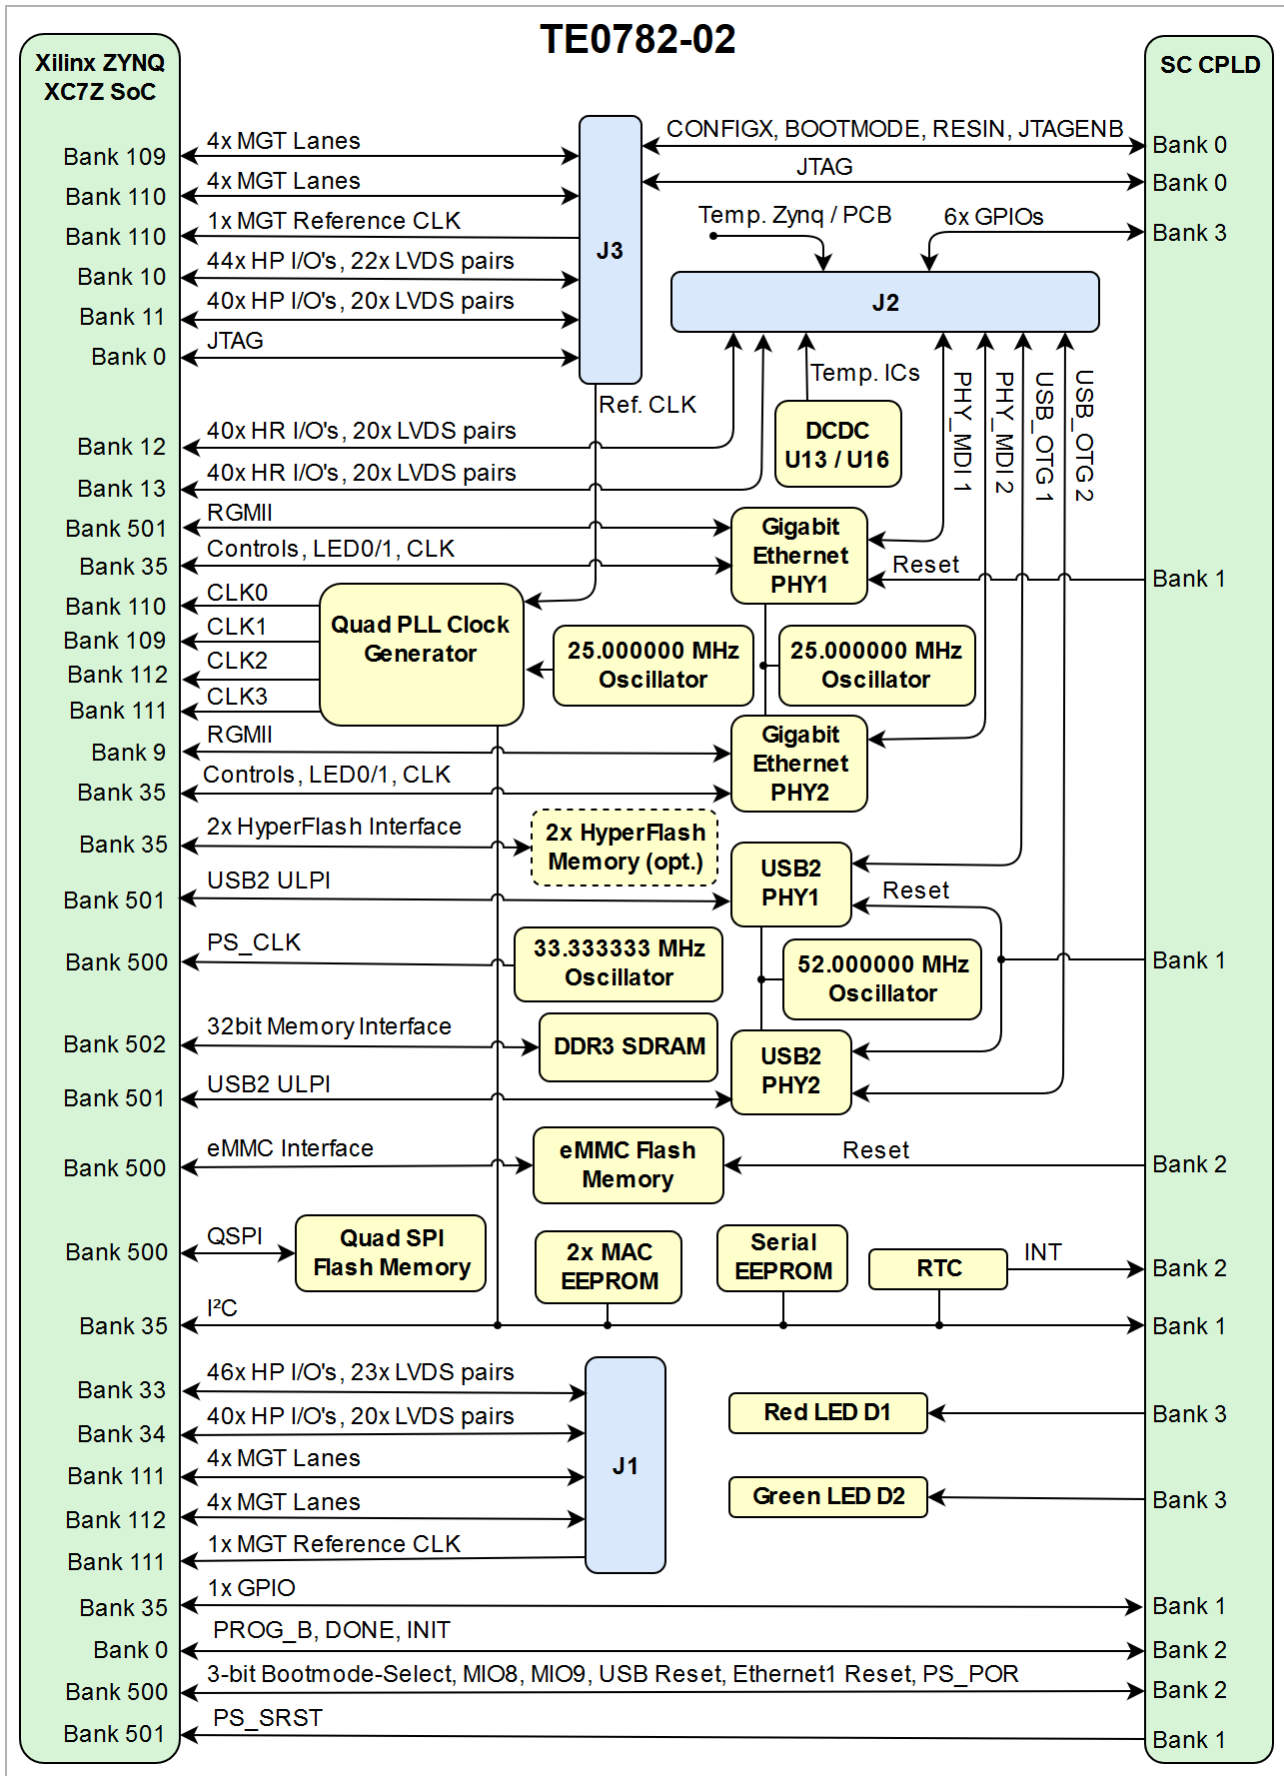 TE0782-02
Xilinx ZYNQ
XC7Z SoC
SC CPLD
Bank 109
4x MGT Lanes
Bank 110
4x MGT Lanes
Bank 110
1x MGT Reference CLK
Bank 10
44x HP I/O's, 22x LVDS pairs
Bank 11
40x HP I/O's, 20x LVDS pairs
Bank 0
JTAG
J3
CONFIGX, BOOTMODE, RESIN, JTAGENB
Bank 0
JTAG
Bank 0
Temp. Zynq / PCB
6x GPIOs
Bank 3
J2
Ref. CLK
Temp. ICs
DCDC
U13 / U16
PHY_MDI 1
PHY_MDI 2
USB_OTG 1
USB_OTG 2
Bank 12
40x HR I/O's, 20x LVDS pairs
Bank 13
40x HR I/O's, 20x LVDS pairs
Bank 501
RGMII
Bank 35
Controls, LED0/1, CLK
Gigabit
Ethernet
PHY1
Reset
Bank 1
Bank 110
CLK0
Bank 109
CLK1
Bank 112
CLK2
Bank 111
CLK3
Quad PLL Clock
Generator
25.000000 MHz
Oscillator
25.000000 MHz
Oscillator
Bank 9
RGMII
Bank 35
Controls, LED0/1, CLK
Gigabit
Ethernet
PHY2
Bank 35
2x HyperFlash Interface
2x HyperFlash
Memory (opt.)
Bank 501
USB2 ULPI
USB2
PHY1
Reset
Bank 500
PS_CLK
33.333333 MHz
Oscillator
52.000000 MHz
Oscillator
Bank 1
Bank 502
32bit Memory Interface
DDR3 SDRAM
Bank 501
USB2 ULPI
USB2
PHY2
Bank 500
eMMC Interface
eMMC Flash
Memory
Reset
Bank 2
Bank 500
QSPI
Quad SPI
Flash Memory
2x MAC
EEPROM
Serial
EEPROM
RTC
INT
Bank 2
Bank 35
I²C
Bank 1
Bank 33
46x HP I/O's, 23x LVDS pairs
Bank 34
40x HP I/O's, 20x LVDS pairs
Bank 111
4x MGT Lanes
Bank 112
4x MGT Lanes
Bank 111
1x MGT Reference CLK
J1
Red LED D1
Bank 3
Green LED D2
Bank 3
Bank 35
1x GPIO
Bank 1
Bank 0
PROG_B, DONE, INIT
Bank 2
Bank 500
3-bit Bootmode-Select, MIO8, MIO9, USB Reset, Ethernet1 Reset, PS_POR
Bank 2
Bank 501
PS_SRST
Bank 1